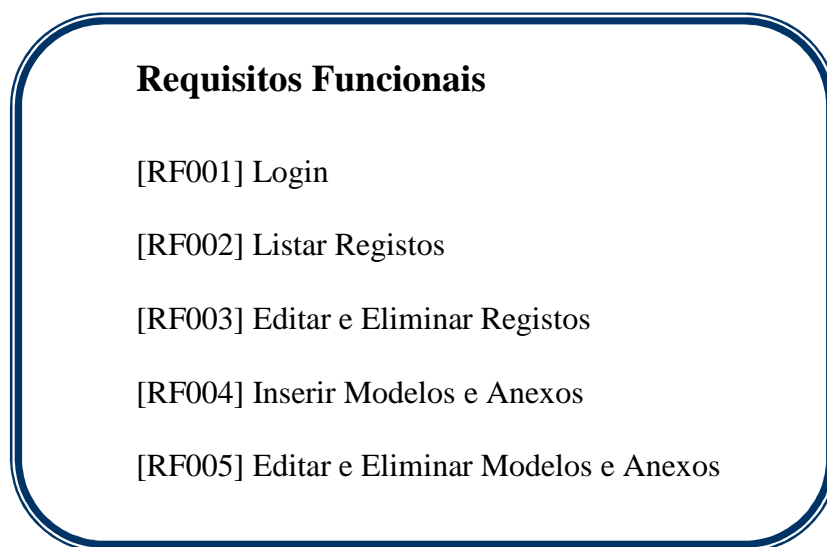 Requisitos Funcionais
[RF001] Login
[RF002] Listar Registos
[RF003] Editar e Eliminar Registos
[RF004] Inserir Modelos e Anexos
[RF005] Editar e Eliminar Modelos e Anexos